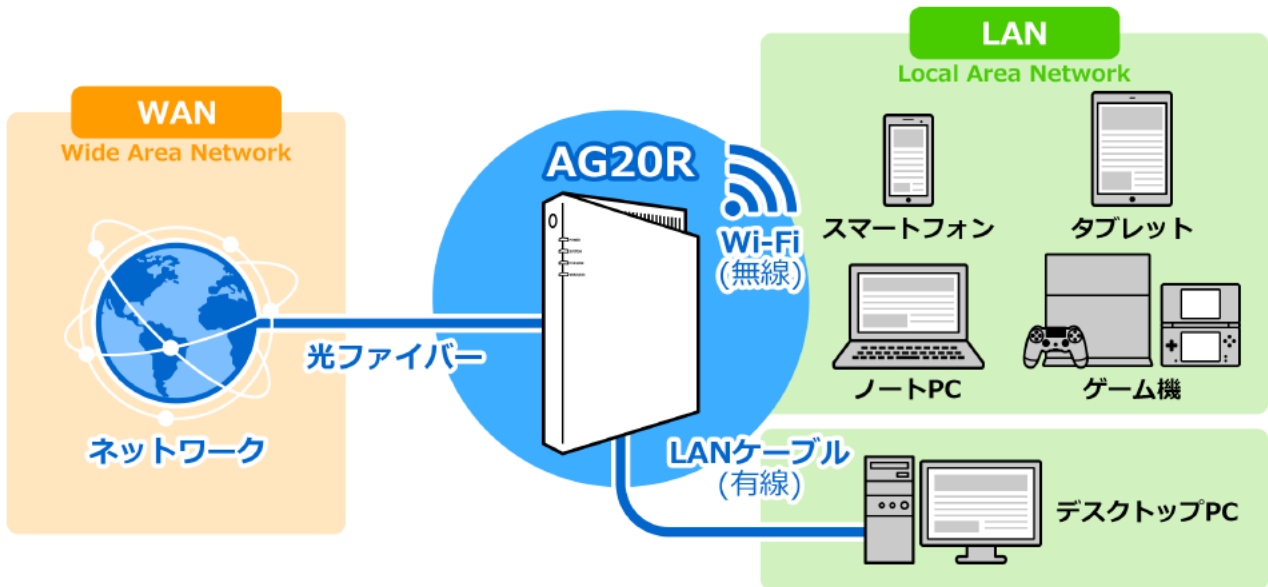 WAN
Wide Area Network
ネットワーク
光ファイバー
AG20R
Wi-Fi
(無線)
LANケーブル
(有線)
LAN
Local Area Network
スマートフォン
タブレット
ノートPC
ゲーム機
デスクトップPC